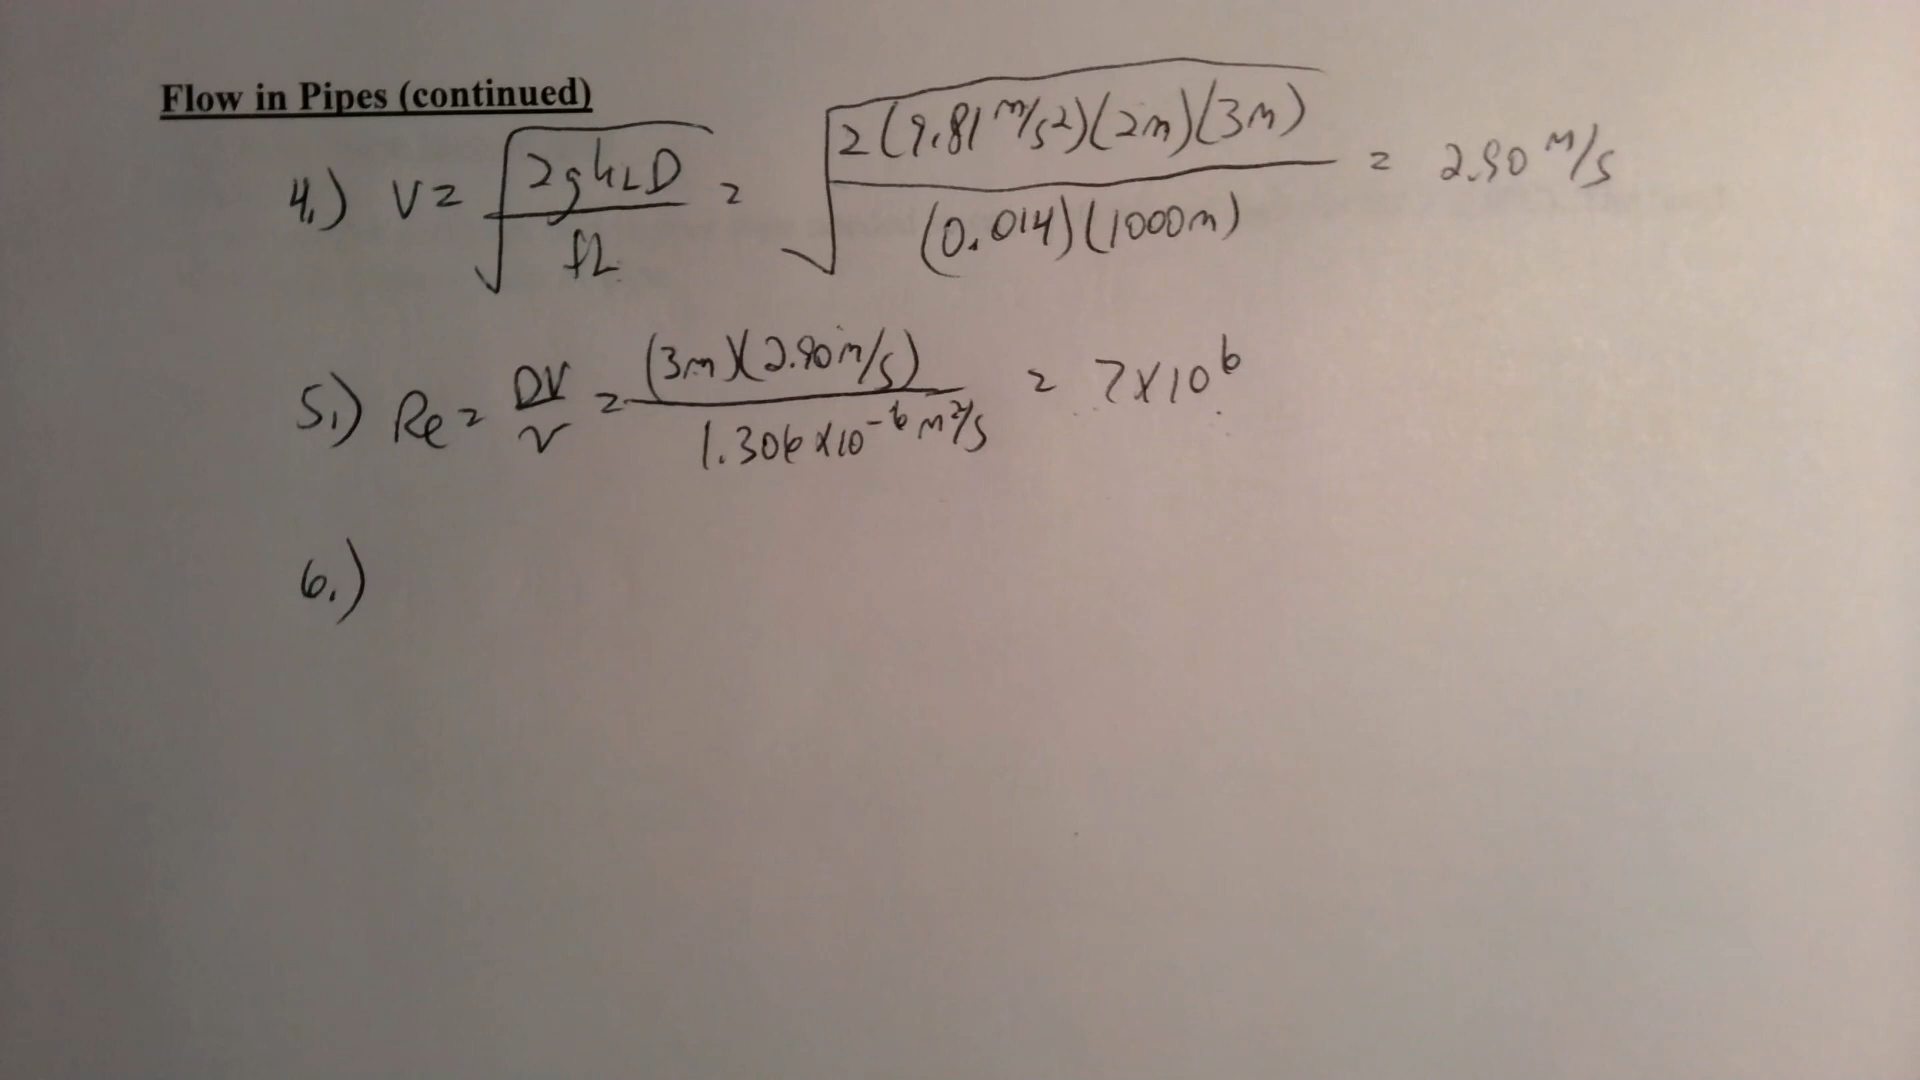 Flow in Pipes (continued)
4.) V = √(2ghLD / fL) = √(2(9.81 m/s²)(2m)(3m) / (0.014)(1000m)) = 2.90 m/s
5.) Re = DV / ν = (3m)(2.90 m/s) / 1.306 x 10⁻⁶ m²/s = 7 x 10⁶
6.)